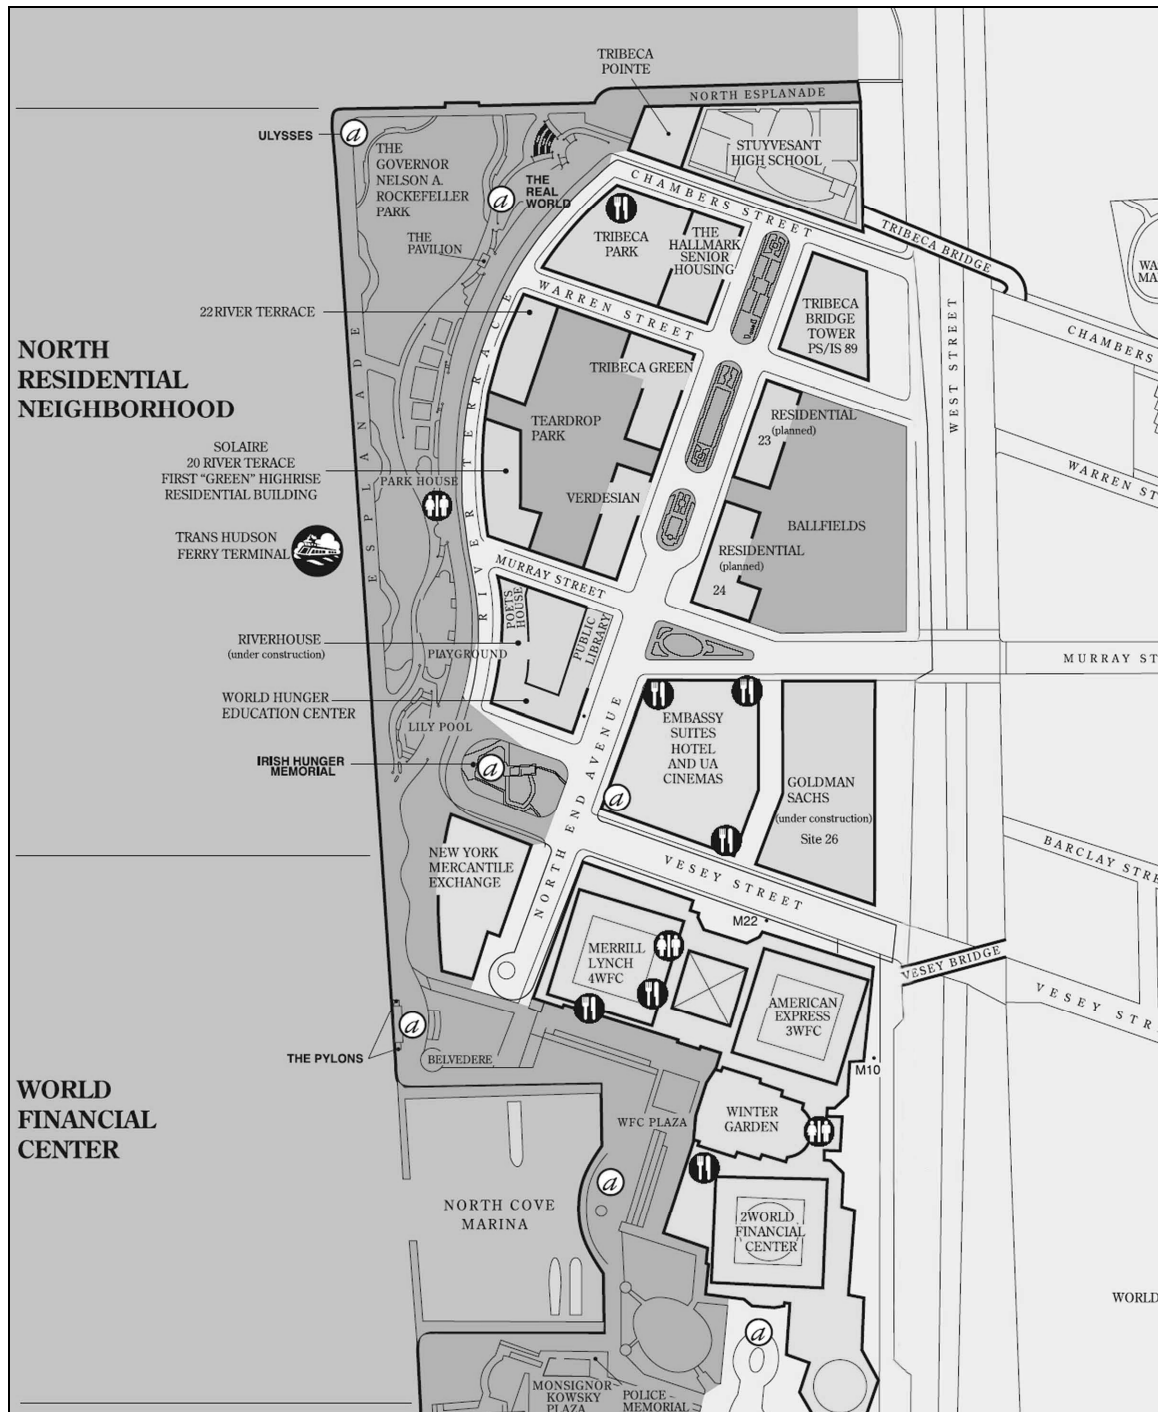 TRIBECA
POINTE
NORTH ESPLANADE
ULYSSES
a
THE
GOVERNOR
NELSON A.
ROCKEFELLER
PARK
STUYVESANT
HIGH SCHOOL
THE
REAL
WORLD
a
CHAMBERS STREET
TRIBECA BRIDGE
THE
PAVILION
TRIBECA
PARK
THE
HALLMARK
SENIOR
HOUSING
WA
MA
22 RIVER TERRACE
WARREN STREET
TRIBECA
BRIDGE
TOWER
PS/IS 89
WEST STREET
CHAMBERS
NORTH
RESIDENTIAL
NEIGHBORHOOD
ESPLANADE
RIVER TERRACE
TRIBECA GREEN
TEARDROP
PARK
RESIDENTIAL
(planned)
23
SOLAIRE
20 RIVER TERACE
FIRST "GREEN" HIGHRISE
RESIDENTIAL BUILDING
PARK HOUSE
VERDESIAN
WARREN ST
BALLFIELDS
TRANS HUDSON
FERRY TERMINAL
RESIDENTIAL
(planned)
24
MURRAY STREET
POETS
HOUSE
PUBLIC
LIBRARY
RIVERHOUSE
(under construction)
PLAYGROUND
MURRAY ST
WORLD HUNGER
EDUCATION CENTER
LILY POOL
NORTH END AVENUE
EMBASSY
SUITES
HOTEL
AND UA
CINEMAS
a
IRISH HUNGER
MEMORIAL
a
GOLDMAN
SACHS
(under construction)
Site 26
NEW YORK
MERCANTILE
EXCHANGE
VESEY STREET
BARCLAY STRE
M22
MERRILL
LYNCH
4WFC
VESEY BRIDGE
VESEY STR
AMERICAN
EXPRESS
3WFC
a
THE PYLONS
BELVEDERE
M10
WORLD
FINANCIAL
CENTER
WFC PLAZA
WINTER
GARDEN
a
NORTH COVE
MARINA
2WORLD
FINANCIAL
CENTER
WORLD
a
MONSIGNOR
KOWSKY
PLAZA
POLICE
MEMORIAL